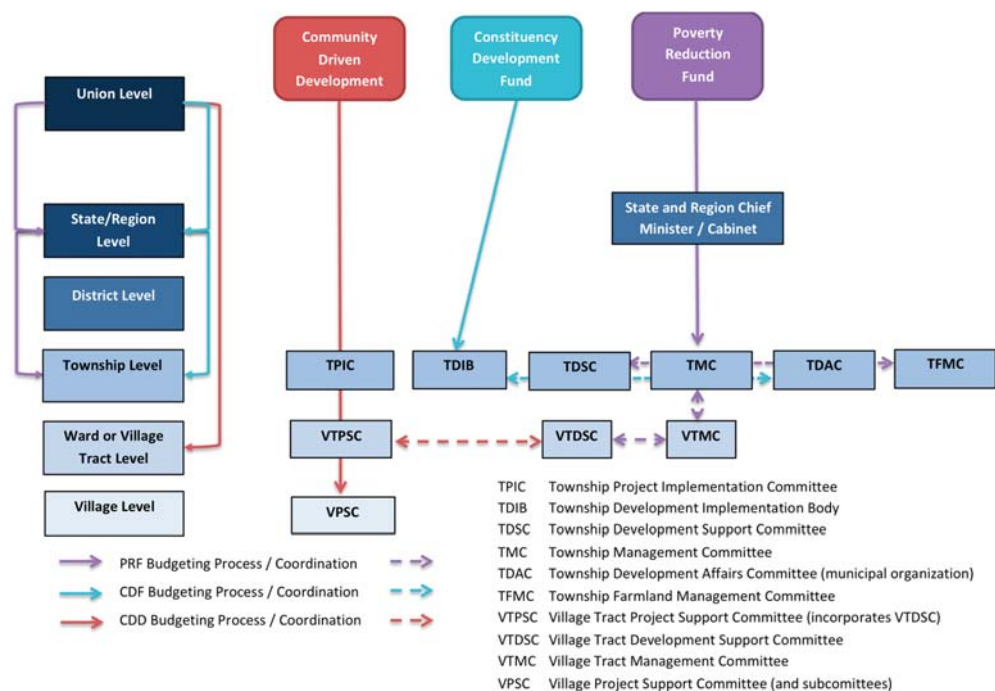 Community
Driven
Development
Constituency
Development
Fund
Poverty
Reduction
Fund
Union Level
State/Region
Level
State and Region Chief
Minister / Cabinet
District Level
Township Level
TPIC
TDIB
TDSC
TMC
TDAC
TFMC
Ward or Village
Tract Level
VTPSC
VTDSC
VTMC
Village Level
VPSC
TPIC Township Project Implementation Committee
TDIB Township Development Implementation Body
TDSC Township Development Support Committee
TMC Township Management Committee
TDAC Township Development Affairs Committee (municipal organization)
TFMC Township Farmland Management Committee
VTPSC Village Tract Project Support Committee (incorporates VTDSC)
VTDSC Village Tract Development Support Committee
VTMC Village Tract Management Committee
VPSC Village Project Support Committee (and subcomittees)
PRF Budgeting Process / Coordination
CDF Budgeting Process / Coordination
CDD Budgeting Process / Coordination